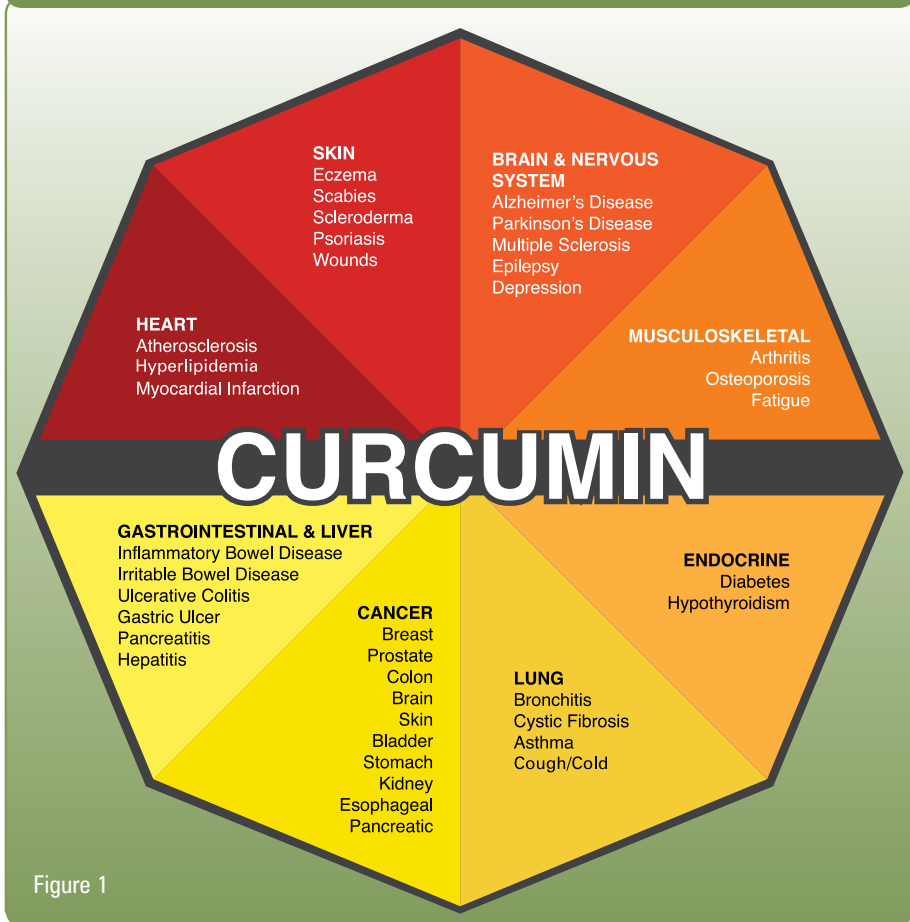 SKIN
Eczema
Scabies
Scleroderma
Psoriasis
Wounds
BRAIN & NERVOUS
SYSTEM
Alzheimer's Disease
Parkinson's Disease
Multiple Sclerosis
Epilepsy
Depression
HEART
Atherosclerosis
Hyperlipidemia
Myocardial Infarction
MUSCULOSKELETAL
Arthritis
Osteoporosis
Fatigue
CURCUMIN
GASTROINTESTINAL & LIVER
Inflammatory Bowel Disease
Irritable Bowel Disease
Ulcerative Colitis
Gastric Ulcer
Pancreatitis
Hepatitis
CANCER
Breast
Prostate
Colon
Brain
Skin
Bladder
Stomach
Kidney
Esophageal
Pancreatic
LUNG
Bronchitis
Cystic Fibrosis
Asthma
Cough/Cold
ENDOCRINE
Diabetes
Hypothyroidism
Figure 1